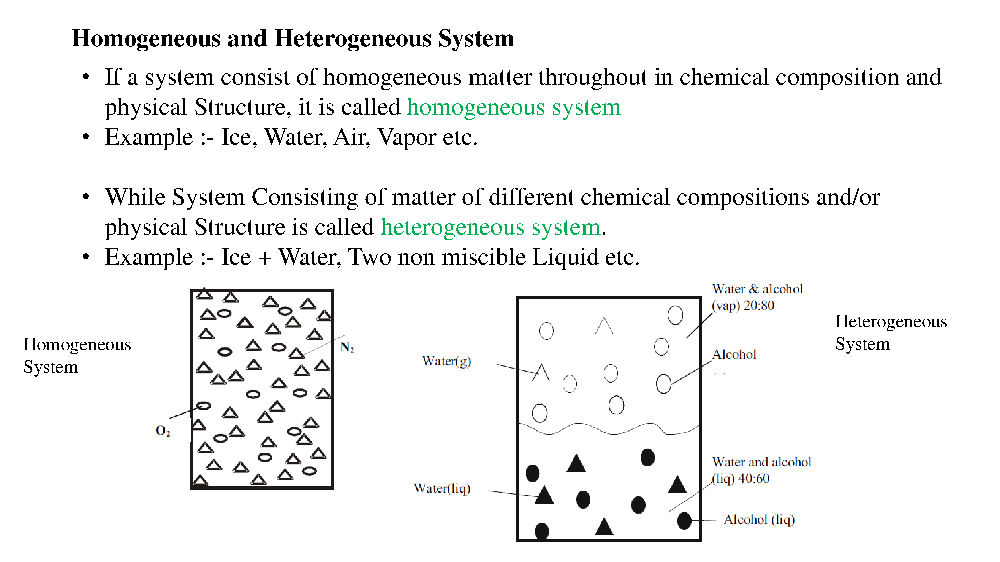 Homogeneous and Heterogeneous System
• If a system consist of homogeneous matter throughout in chemical composition and
physical Structure, it is called homogeneous system
• Example :- Ice, Water, Air, Vapor etc.
• While System Consisting of matter of different chemical compositions and/or
physical Structure is called heterogeneous system.
• Example :- Ice + Water, Two non miscible Liquid etc.
Homogeneous
System
N₂
O₂
Water & alcohol
(vap) 20:80
Heterogeneous
System
Alcohol
Water(g)
Water and alcohol
(liq) 40:60
Water(liq)
Alcohol (liq)